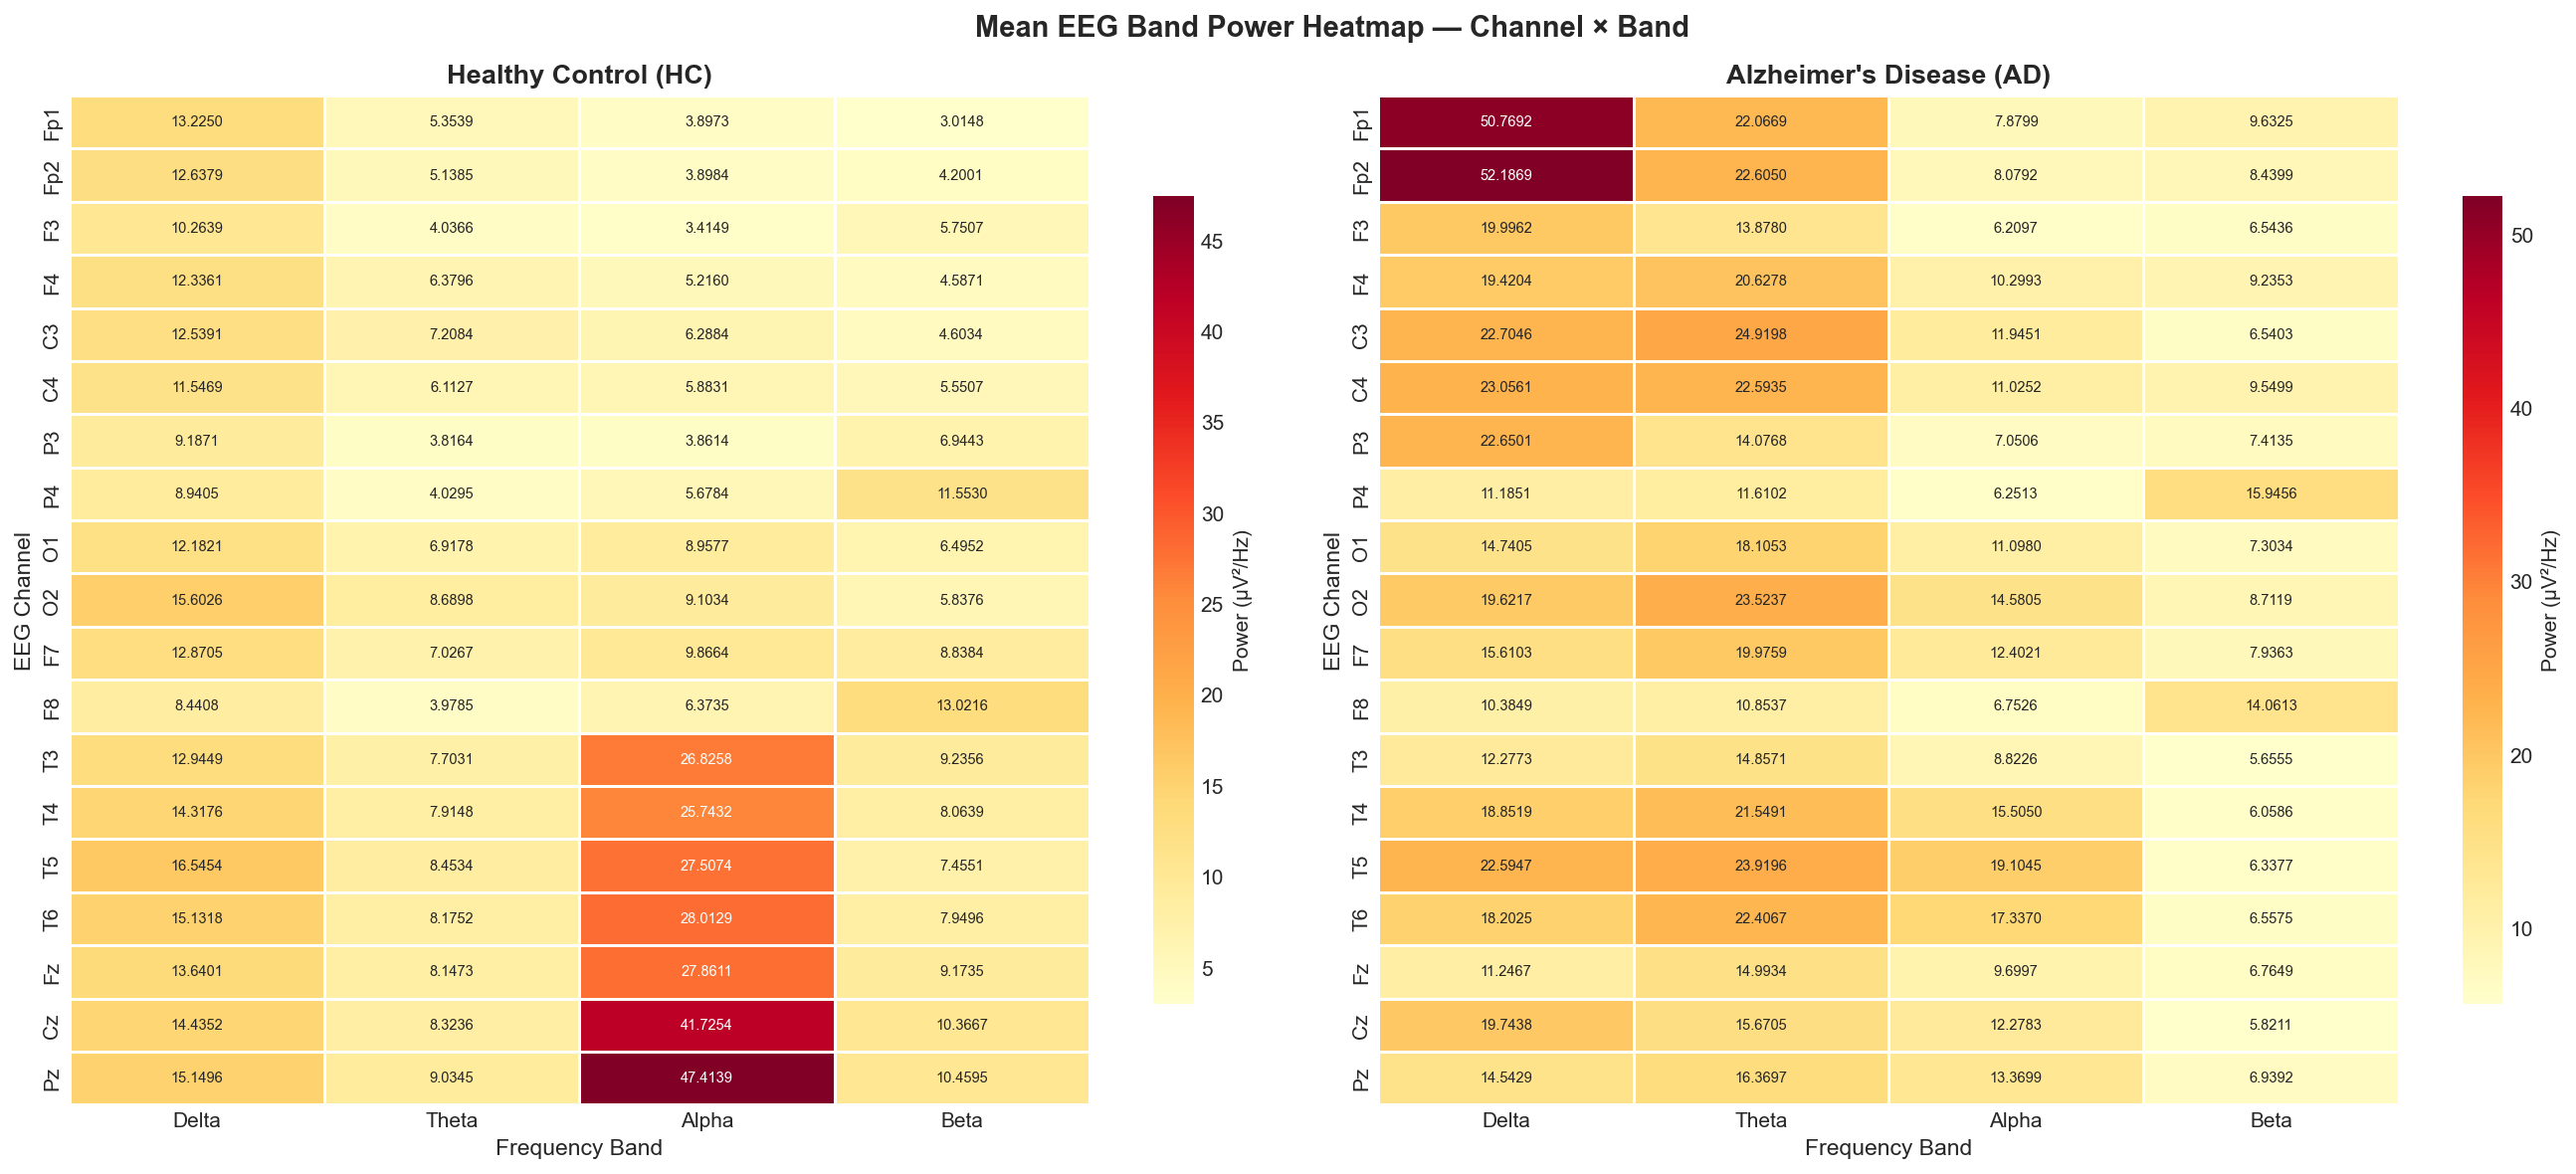 Mean EEG Band Power Heatmap — Channel × Band
Healthy Control (HC)
EEG Channel
Fp1 13.2250 5.3539 3.8973 3.0148
Fp2 12.6379 5.1385 3.8984 4.2001
F3 10.2639 4.0366 3.4149 5.7507
F4 12.3361 6.3796 5.2160 4.5871
C3 12.5391 7.2084 6.2884 4.6034
C4 11.5469 6.1127 5.8831 5.5507
P3 9.1871 3.8164 3.8614 6.9443
P4 8.9405 4.0295 5.6784 11.5530
O1 12.1821 6.9178 8.9577 6.4952
O2 15.6026 8.6898 9.1034 5.8376
F7 12.8705 7.0267 9.8664 8.8384
F8 8.4408 3.9785 6.3735 13.0216
T3 12.9449 7.7031 26.8258 9.2356
T4 14.3176 7.9148 25.7432 8.0639
T5 16.5454 8.4534 27.5074 7.4551
T6 15.1318 8.1752 28.0129 7.9496
Fz 13.6401 8.1473 27.8611 9.1735
Cz 14.4352 8.3236 41.7254 10.3667
Pz 15.1496 9.0345 47.4139 10.4595
Delta Theta Alpha Beta
Frequency Band
45
40
35
30
25
20
15
10
5
Power (μV²/Hz)
Alzheimer's Disease (AD)
EEG Channel
Fp1 50.7692 22.0669 7.8799 9.6325
Fp2 52.1869 22.6050 8.0792 8.4399
F3 19.9962 13.8780 6.2097 6.5436
F4 19.4204 20.6278 10.2993 9.2353
C3 22.7046 24.9198 11.9451 6.5403
C4 23.0561 22.5935 11.0252 9.5499
P3 22.6501 14.0768 7.0506 7.4135
P4 11.1851 11.6102 6.2513 15.9456
O1 14.7405 18.1053 11.0980 7.3034
O2 19.6217 23.5237 14.5805 8.7119
F7 15.6103 19.9759 12.4021 7.9363
F8 10.3849 10.8537 6.7526 14.0613
T3 12.2773 14.8571 8.8226 5.6555
T4 18.8519 21.5491 15.5050 6.0586
T5 22.5947 23.9196 19.1045 6.3377
T6 18.2025 22.4067 17.3370 6.5575
Fz 11.2467 14.9934 9.6997 6.7649
Cz 19.7438 15.6705 12.2783 5.8211
Pz 14.5429 16.3697 13.3699 6.9392
Delta Theta Alpha Beta
Frequency Band
50
40
30
20
10
Power (μV²/Hz)